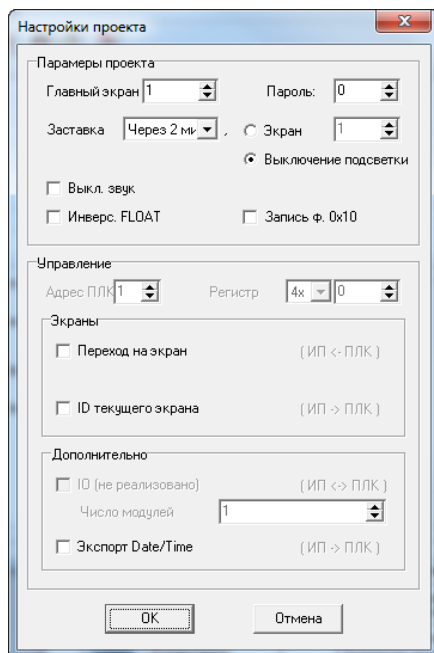 Настройки проекта
Парамеры проекта
Главный экран 1 Пароль: 0
Заставка Через 2 ми , Экран 1
Выключение подсветки
Выкл. звук
Инверс. FLOAT Запись ф. 0x10
Управление
Адрес ПЛК 1 Регистр 4x 0
Экраны
Переход на экран ( ИП <- ПЛК )
ID текущего экрана ( ИП -> ПЛК )
Дополнительно
IO (не реализовано) ( ИП <-> ПЛК )
Число модулей 1
Экспорт Date/Time ( ИП -> ПЛК )
OK Отмена